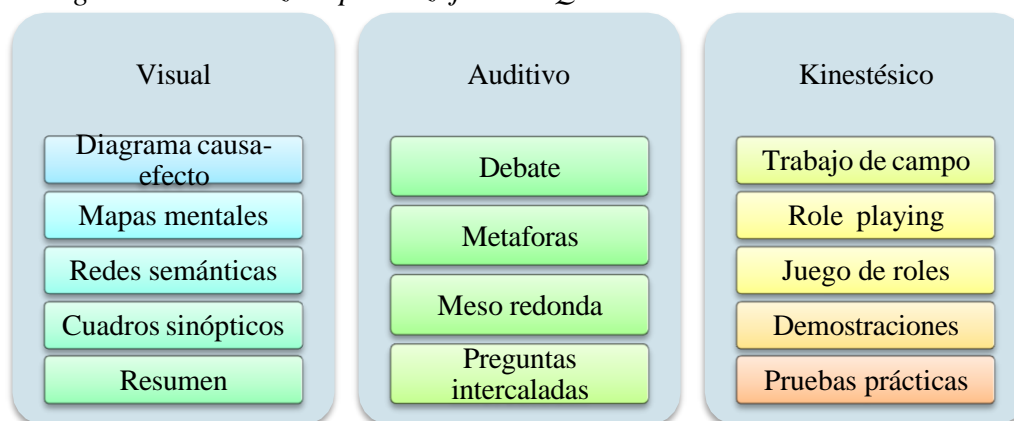 Visual
Diagrama causa-
efecto
Mapas mentales
Redes semánticas
Cuadros sinópticos
Resumen
Auditivo
Debate
Metaforas
Meso redonda
Preguntas
intercaladas
Kinestésico
Trabajo de campo
Role playing
Juego de roles
Demostraciones
Pruebas prácticas